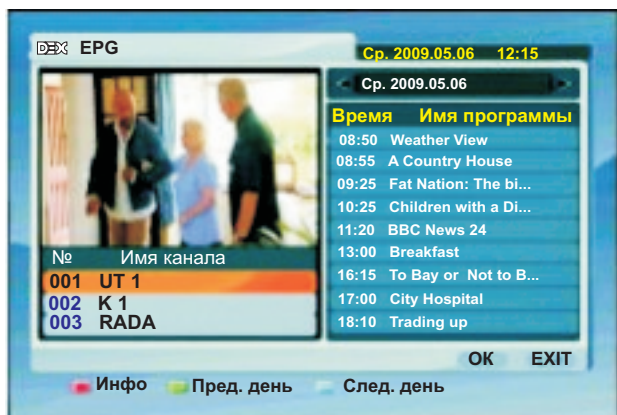 DEX EPG
Ср. 2009.05.06 12:15
Ср. 2009.05.06
Время Имя программы
08:50 Weather View
08:55 A Country House
09:25 Fat Nation: The bi...
10:25 Children with a Di...
11:20 BBC News 24
13:00 Breakfast
16:15 To Bay or Not to B...
17:00 City Hospital
18:10 Trading up
№ Имя канала
001 UT 1
002 K 1
003 RADA
OK EXIT
Инфо Пред. день След. день